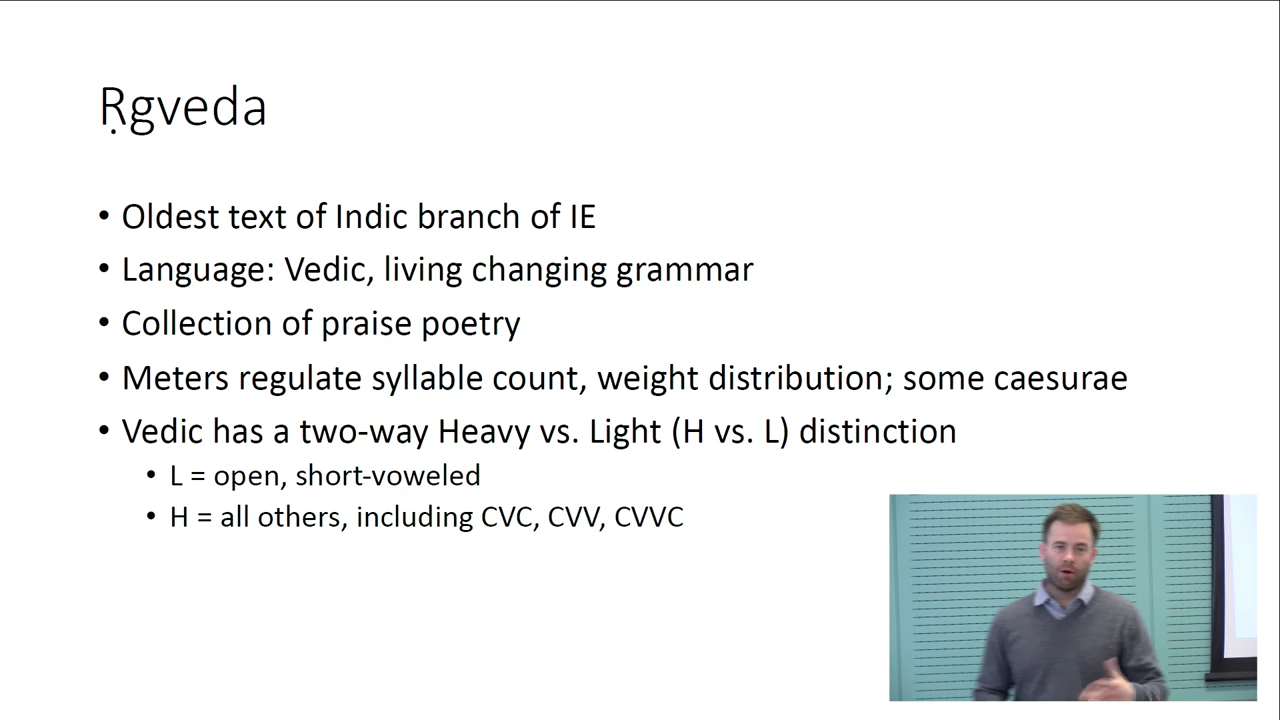 Ṛgveda
• Oldest text of Indic branch of IE
• Language: Vedic, living changing grammar
• Collection of praise poetry
• Meters regulate syllable count, weight distribution; some caesurae
• Vedic has a two-way Heavy vs. Light (H vs. L) distinction
• L = open, short-voweled
• H = all others, including CVC, CVV, CVVC